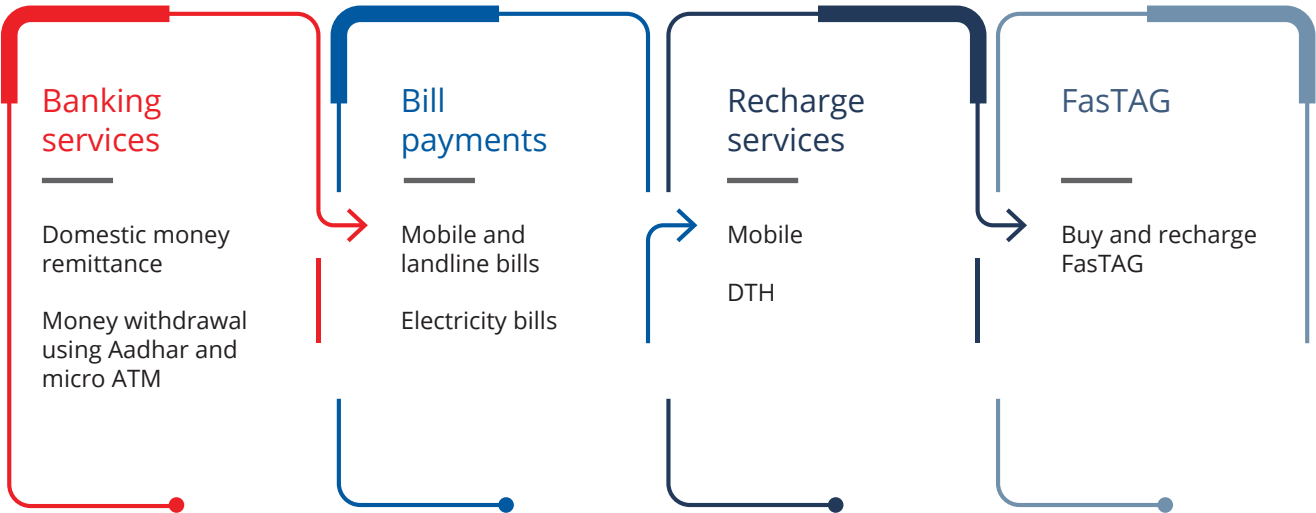 Banking
services
Domestic money
remittance
Money withdrawal
using Aadhar and
micro ATM
Bill
payments
Mobile and
landline bills
Electricity bills
Recharge
services
Mobile
DTH
FasTAG
Buy and recharge
FasTAG